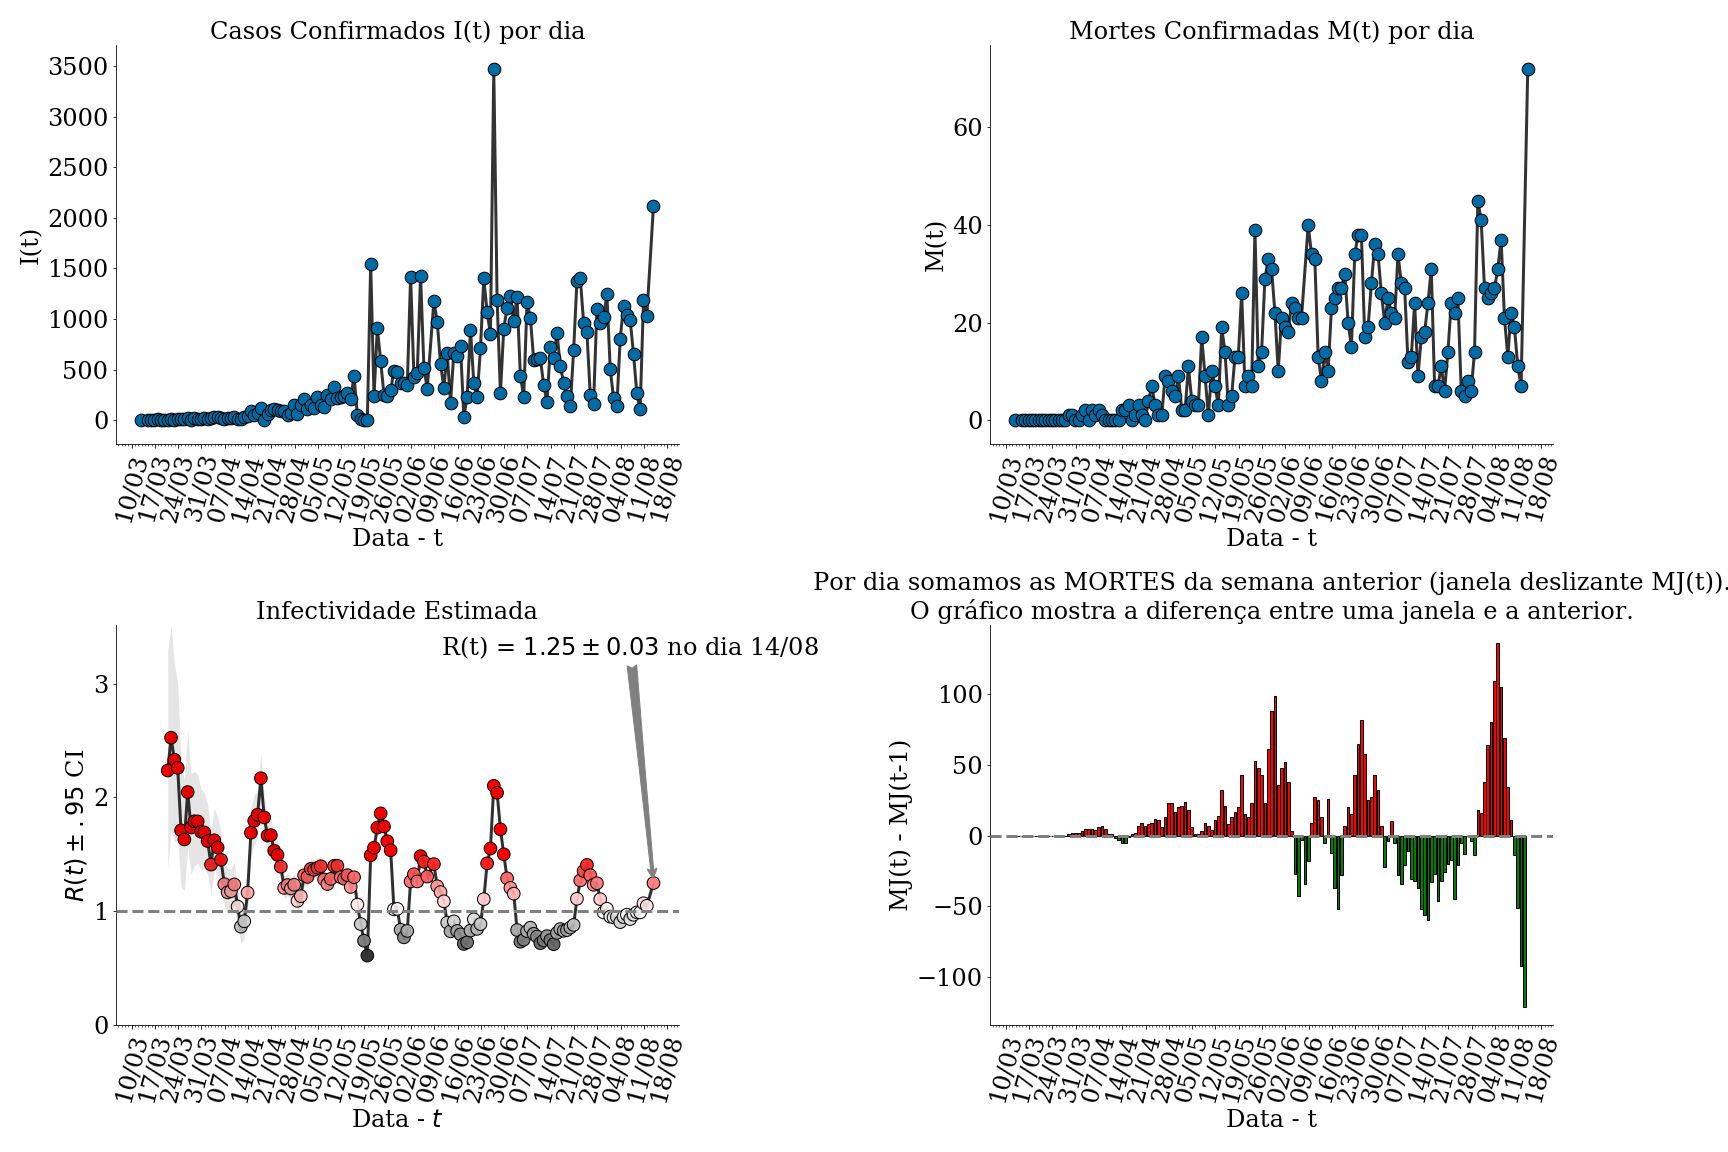 Casos Confirmados I(t) por dia
3500
3000
2500
2000
1500
1000
500
0
I(t)
10/03 17/03 24/03 31/03 07/04 14/04 21/04 28/04 05/05 12/05 19/05 26/05 02/06 09/06 16/06 23/06 30/06 07/07 14/07 21/07 28/07 04/08 11/08 18/08
Data - t
Mortes Confirmadas M(t) por dia
60
40
20
0
M(t)
10/03 17/03 24/03 31/03 07/04 14/04 21/04 28/04 05/05 12/05 19/05 26/05 02/06 09/06 16/06 23/06 30/06 07/07 14/07 21/07 28/07 04/08 11/08 18/08
Data - t
Infectividade Estimada
R(t) = 1.25 ± 0.03 no dia 14/08
3
2
1
0
R(t) ± .95 CI
10/03 17/03 24/03 31/03 07/04 14/04 21/04 28/04 05/05 12/05 19/05 26/05 02/06 09/06 16/06 23/06 30/06 07/07 14/07 21/07 28/07 04/08 11/08 18/08
Data - t
Por dia somamos as MORTES da semana anterior (janela deslizante MJ(t)).
O gráfico mostra a diferença entre uma janela e a anterior.
100
50
0
−50
−100
MJ(t) - MJ(t-1)
10/03 17/03 24/03 31/03 07/04 14/04 21/04 28/04 05/05 12/05 19/05 26/05 02/06 09/06 16/06 23/06 30/06 07/07 14/07 21/07 28/07 04/08 11/08 18/08
Data - t